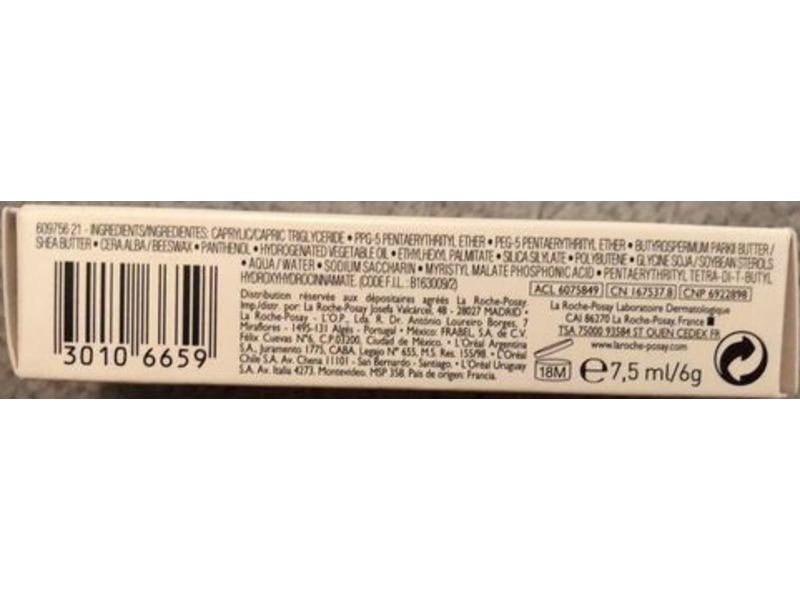 609756 21 - INGREDIENTS/INGREDIENTES: CAPRYLIC/CAPRIC TRIGLYCERIDE • PPG-5 PENTAERYTHRITYL ETHER • PEG-5 PENTAERYTHRITYL ETHER • BUTYROSPERMUM PARKII BUTTER /
SHEA BUTTER • CERA ALBA / BEESWAX • PANTHENOL • HYDROGENATED VEGETABLE OIL • ETHYLHEXYL PALMITATE • SILICA SILYLATE • POLYBUTENE • GLYCINE SOJA / SOYBEAN STEROLS
• AQUA / WATER • SODIUM SACCHARIN • MYRISTYL MALATE PHOSPHONIC ACID • PENTAERYTHRITYL TETRA-DI-T-BUTYL
HYDROXYHYDROCINNAMATE. (CODE F.I.L.: B163009/2)
3010 6659
Distribution réservée aux dépositaires agréés La Roche-Posay.
Imp./distr. por: La Roche-Posay Josefa Valcárcel, 48 - 28027 MADRID •
La Roche-Posay - L'O.P., Lda. R. Dr. António Loureiro Borges, 7
Miraflores - 1495-131 Algés - Portugal • México: FRABEL, S.A. de C.V.
Félix Cuevas N°6, C.P.03200, Ciudad de México. • L'Oréal Argentina
S.A., Juramento 1775, CABA. Legajo N° 655, M.S. Res. 155/98. • L'Oréal
Chile S.A. Av. Chena 11101 - San Bernardo - Santiago. • L'Oréal Uruguay
S.A. Av. Italia 4273. Montevideo. MSP 358. País de origen: Francia.
ACL 6075849 CN 167537.8 CNP 6922898
La Roche-Posay Laboratoire Dermatologique
CAI 86270 La Roche-Posay, France
TSA 75000 93584 ST OUEN CEDEX FR
www.laroche-posay.com
18M e 7,5 ml/6g